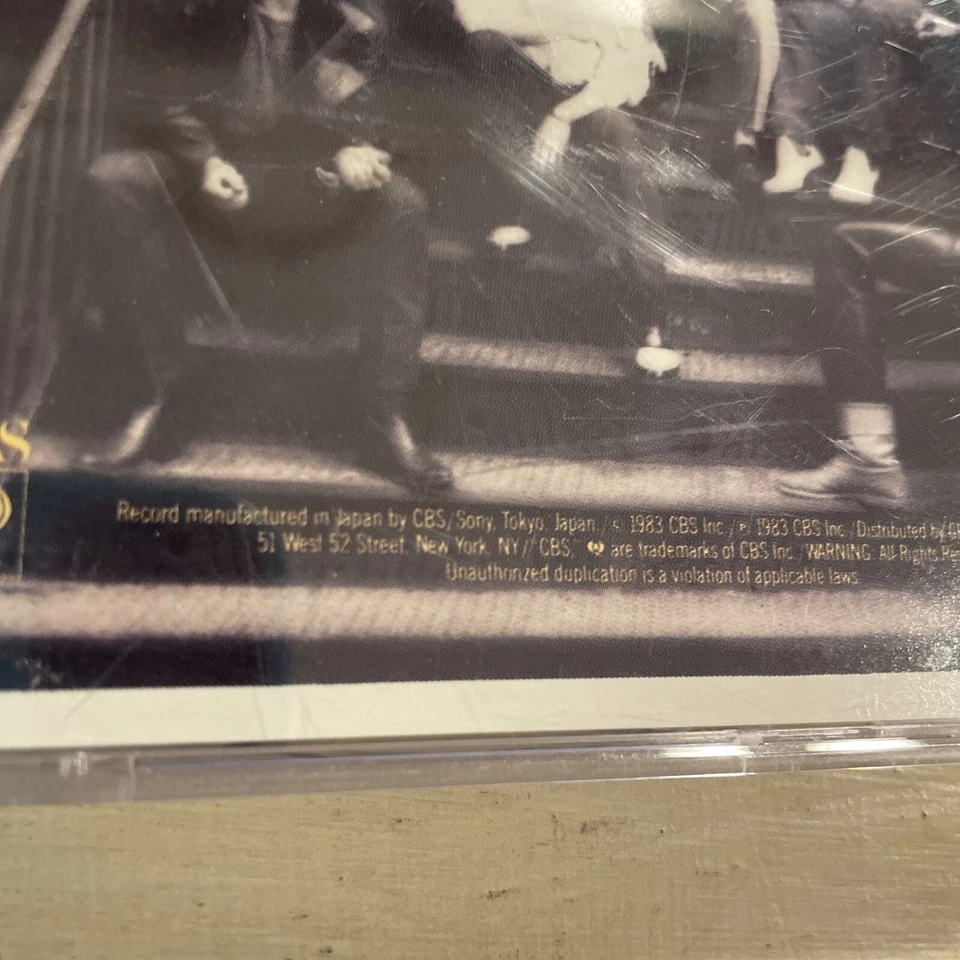 S
Record manufactured in Japan by CBS/Sony, Tokyo, Japan. / © 1983 CBS Inc./ ℗ 1983 CBS Inc./Distributed by
51 West 52 Street, New York, NY// CBS, are trademarks of CBS Inc./WARNING: All Rights
Unauthorized duplication is a violation of applicable laws.